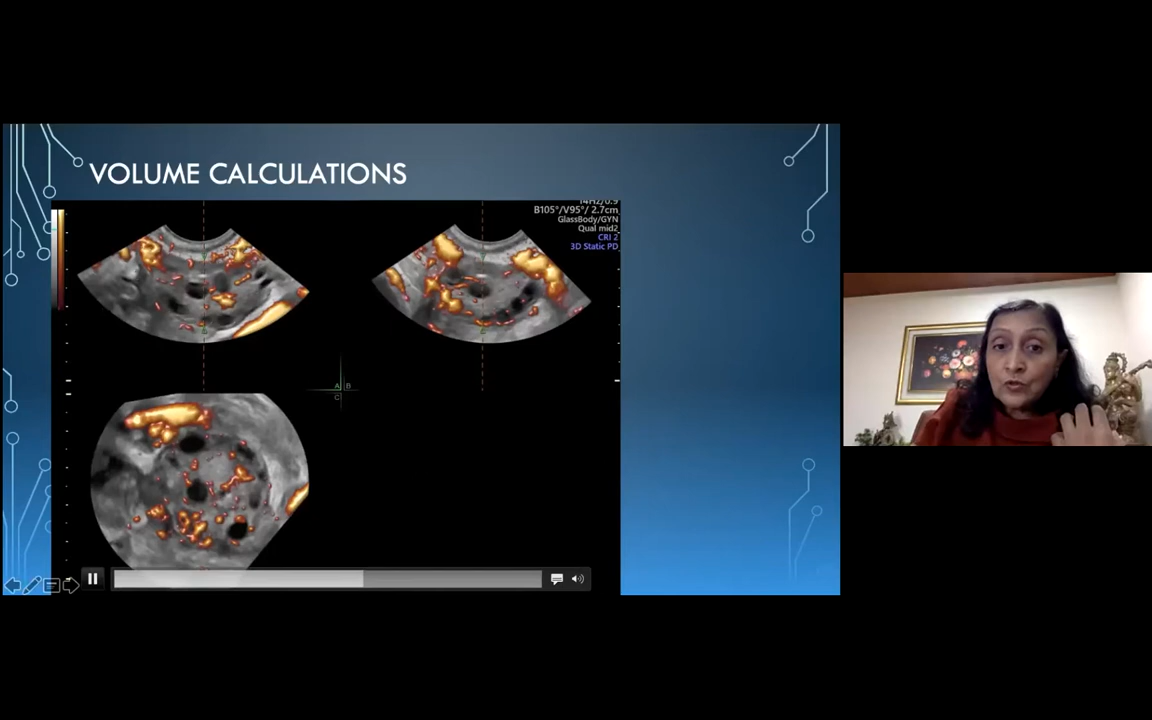 VOLUME CALCULATIONS
B105°/V95°/ 2.7cm
GlassBody/GYN
Qual mid2
CRI 2
3D Static PD
A B
C